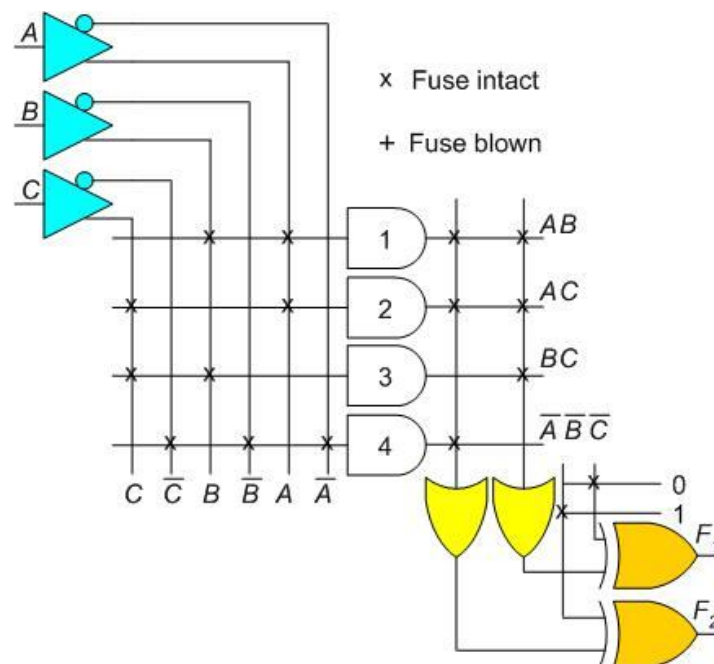 A
x Fuse intact
B
+ Fuse blown
C
1
AB
2
AC
3
BC
4
A̅ B̅ C̅
C C̅ B B̅ A A̅
0
1
F₂